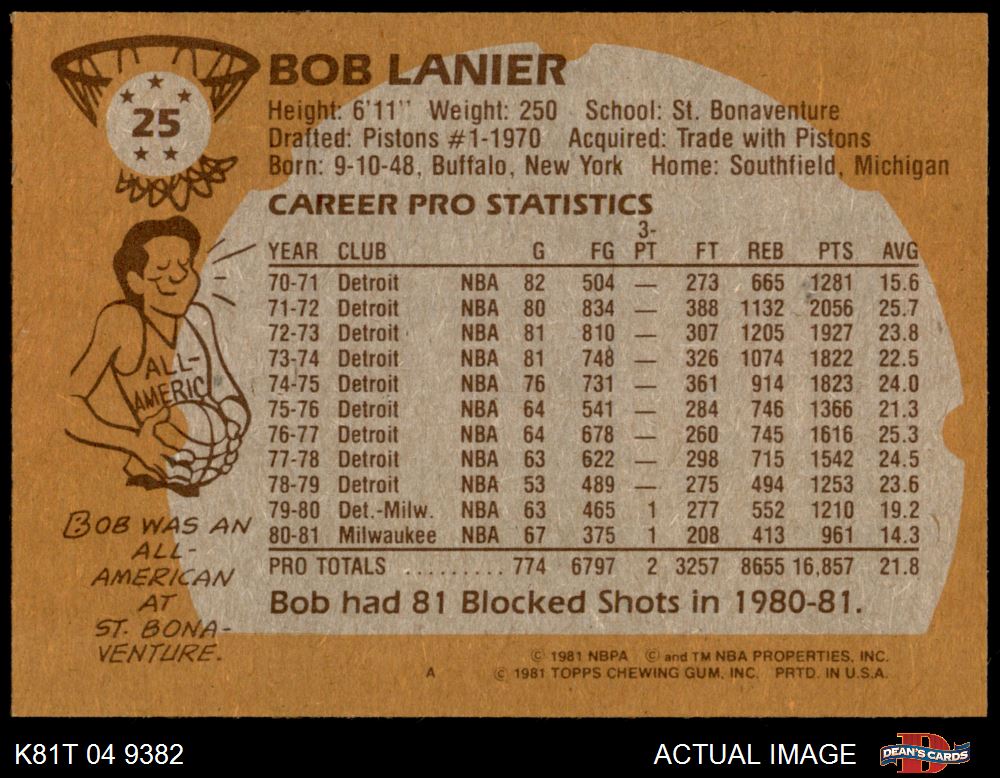 25
BOB LANIER
Height: 6'11" Weight: 250 School: St. Bonaventure
Drafted: Pistons #1-1970 Acquired: Trade with Pistons
Born: 9-10-48, Buffalo, New York Home: Southfield, Michigan
CAREER PRO STATISTICS
YEAR CLUB G FG 3-PT FT REB PTS AVG
70-71 Detroit NBA 82 504 — 273 665 1281 15.6
71-72 Detroit NBA 80 834 — 388 1132 2056 25.7
72-73 Detroit NBA 81 810 — 307 1205 1927 23.8
73-74 Detroit NBA 81 748 — 326 1074 1822 22.5
74-75 Detroit NBA 76 731 — 361 914 1823 24.0
75-76 Detroit NBA 64 541 — 284 746 1366 21.3
76-77 Detroit NBA 64 678 — 260 745 1616 25.3
77-78 Detroit NBA 63 622 — 298 715 1542 24.5
78-79 Detroit NBA 53 489 — 275 494 1253 23.6
79-80 Det.-Milw. NBA 63 465 1 277 552 1210 19.2
80-81 Milwaukee NBA 67 375 1 208 413 961 14.3
PRO TOTALS .......... 774 6797 2 3257 8655 16,857 21.8
Bob had 81 Blocked Shots in 1980-81.
ALL-
AMERIC
BOB WAS AN
ALL-
AMERICAN
AT
ST. BONA-
VENTURE.
© 1981 NBPA © and TM NBA PROPERTIES, INC.
A © 1981 TOPPS CHEWING GUM, INC. PRTD. IN U.S.A.
K81T 04 9382 ACTUAL IMAGE
D
DEAN'S CARDS